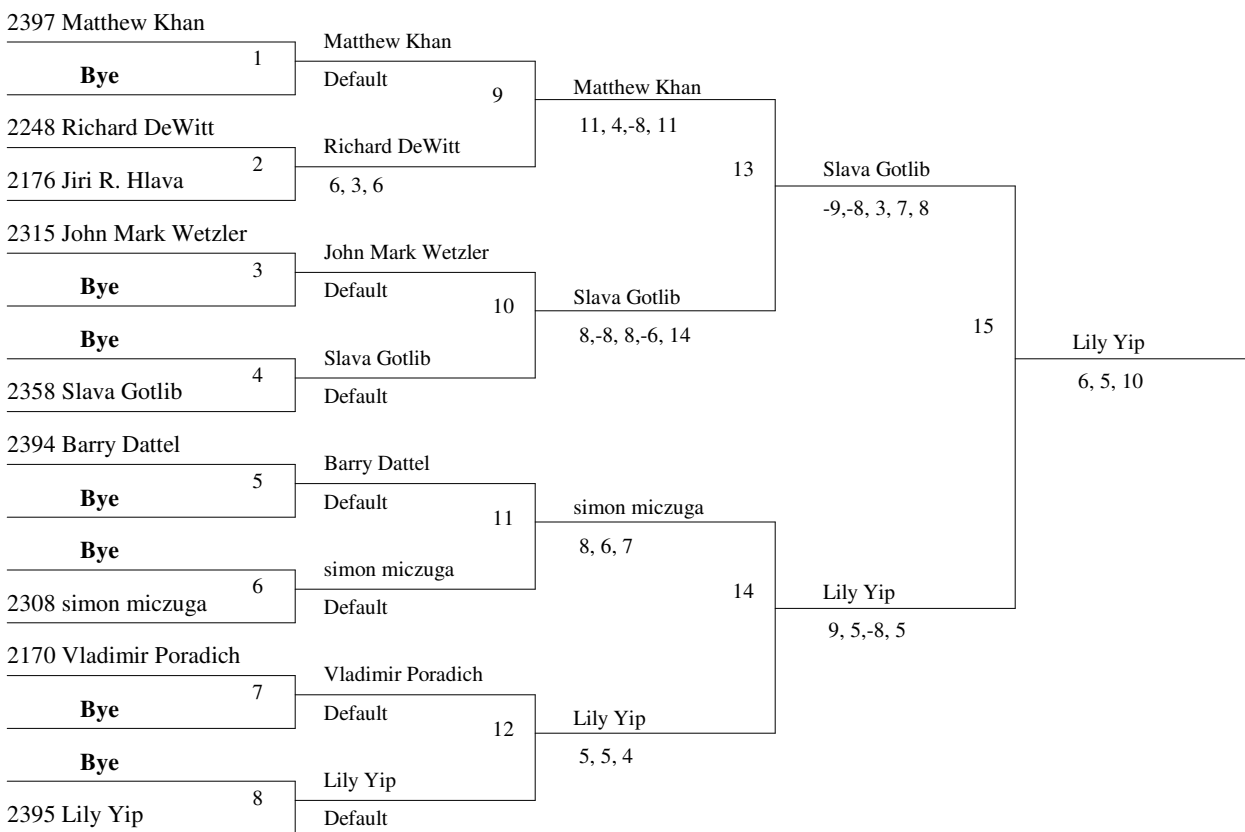 2397 Matthew Khan
Bye
1
2248 Richard DeWitt
2176 Jiri R. Hlava
2
2315 John Mark Wetzler
Bye
3
Bye
2358 Slava Gotlib
4
2394 Barry Dattel
Bye
5
Bye
2308 simon miczuga
6
2170 Vladimir Poradich
Bye
7
Bye
2395 Lily Yip
8
Matthew Khan
Default
9
Richard DeWitt
6, 3, 6
John Mark Wetzler
Default
10
Slava Gotlib
Default
Barry Dattel
Default
11
simon miczuga
Default
Vladimir Poradich
Default
12
Lily Yip
Default
Matthew Khan
11, 4,-8, 11
13
Slava Gotlib
8,-8, 8,-6, 14
simon miczuga
8, 6, 7
14
Lily Yip
5, 5, 4
Slava Gotlib
-9,-8, 3, 7, 8
15
Lily Yip
9, 5,-8, 5
Lily Yip
6, 5, 10